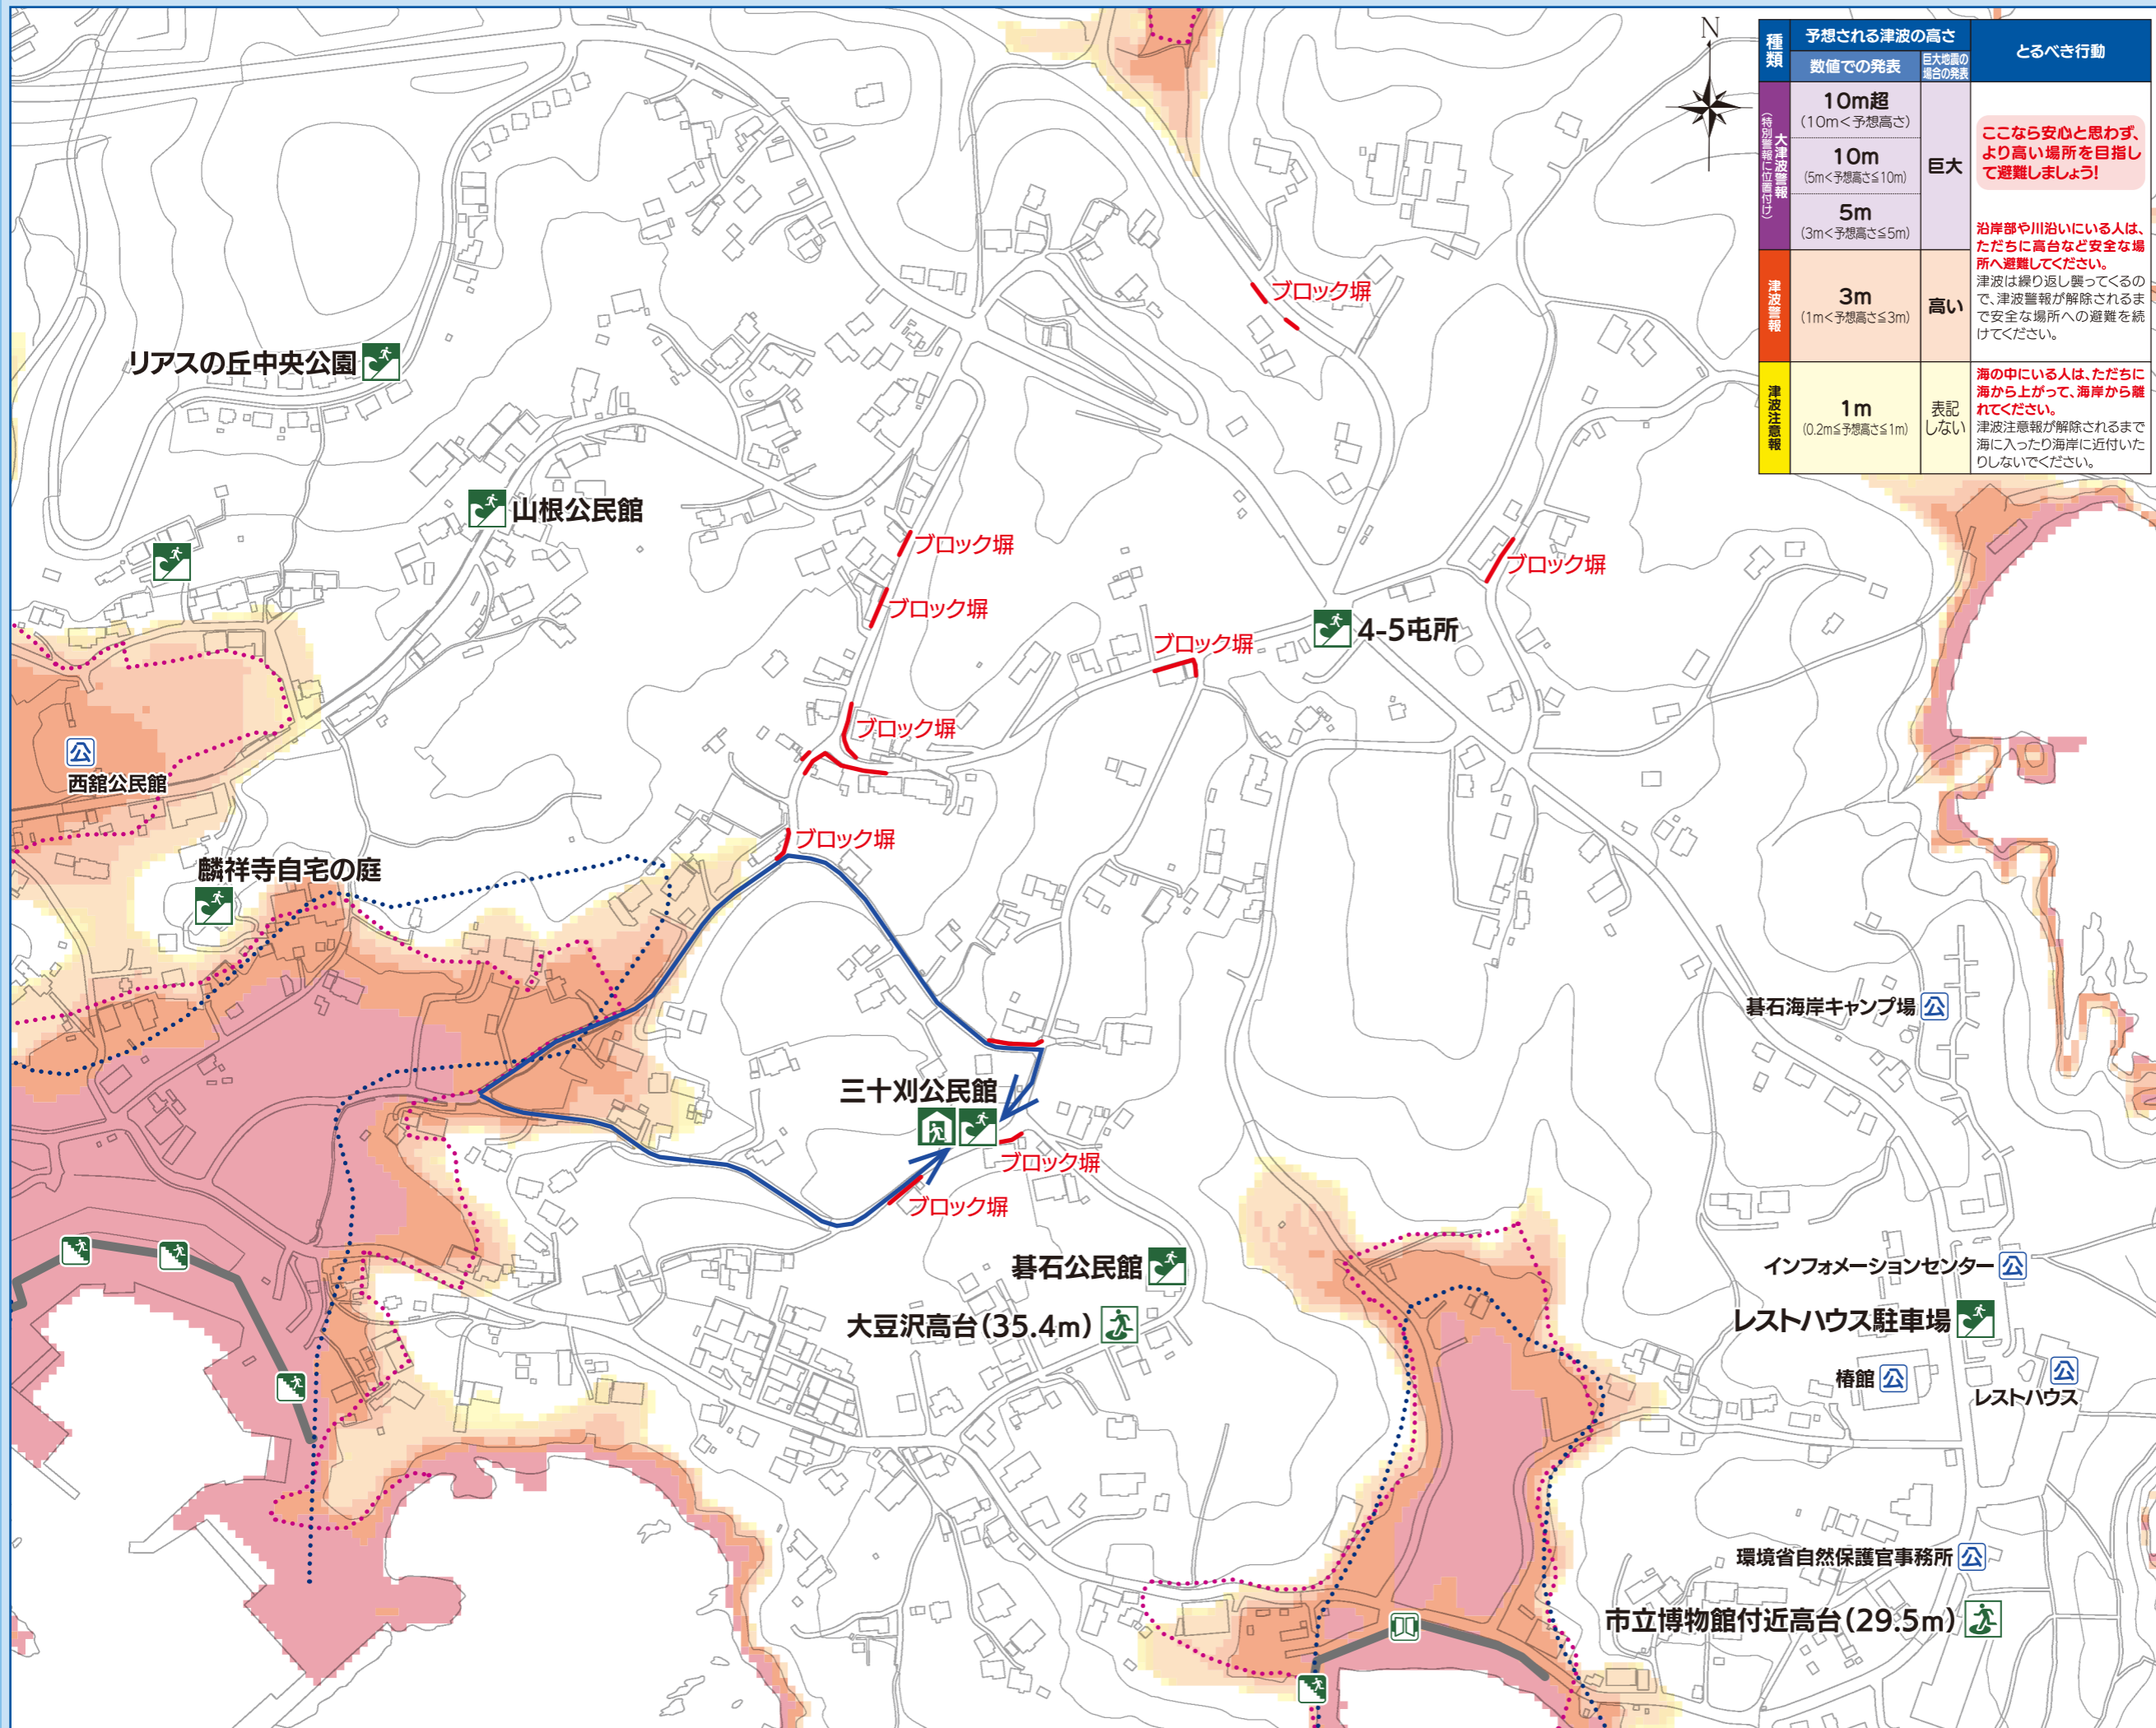 N
種類
予想される津波の高さ
数値での発表
巨大地震の
場合の発表
とるべき行動
大津波警報
(特別警報に位置付け)
10m超
(10m<予想高さ)
10m
(5m<予想高さ≦10m)
5m
(3m<予想高さ≦5m)
巨大
ここなら安心と思わず、
より高い場所を目指し
て避難しましょう!
沿岸部や川沿いにいる人は、
ただちに高台など安全な場
所へ避難してください。
津波は繰り返し襲ってくるの
で、津波警報が解除されるま
で安全な場所への避難を続
けてください。
津波警報
3m
(1m<予想高さ≦3m)
高い
津波注意報
1m
(0.2m≦予想高さ≦1m)
表記
しない
海の中にいる人は、ただちに
海から上がって、海岸から離
れてください。
津波注意報が解除されるまで
海に入ったり海岸に近付いた
りしないでください。
ブロック塀
リアスの丘中央公園
山根公民館
ブロック塀
ブロック塀
ブロック塀
4-5屯所
ブロック塀
ブロック塀
公
西舘公民館
ブロック塀
麟祥寺自宅の庭
碁石海岸キャンプ場 公
三十刈公民館
ブロック塀
ブロック塀
碁石公民館
インフォメーションセンター 公
大豆沢高台(35.4m)
レストハウス駐車場
椿館 公
公
レストハウス
環境省自然保護官事務所 公
市立博物館付近高台(29.5m)